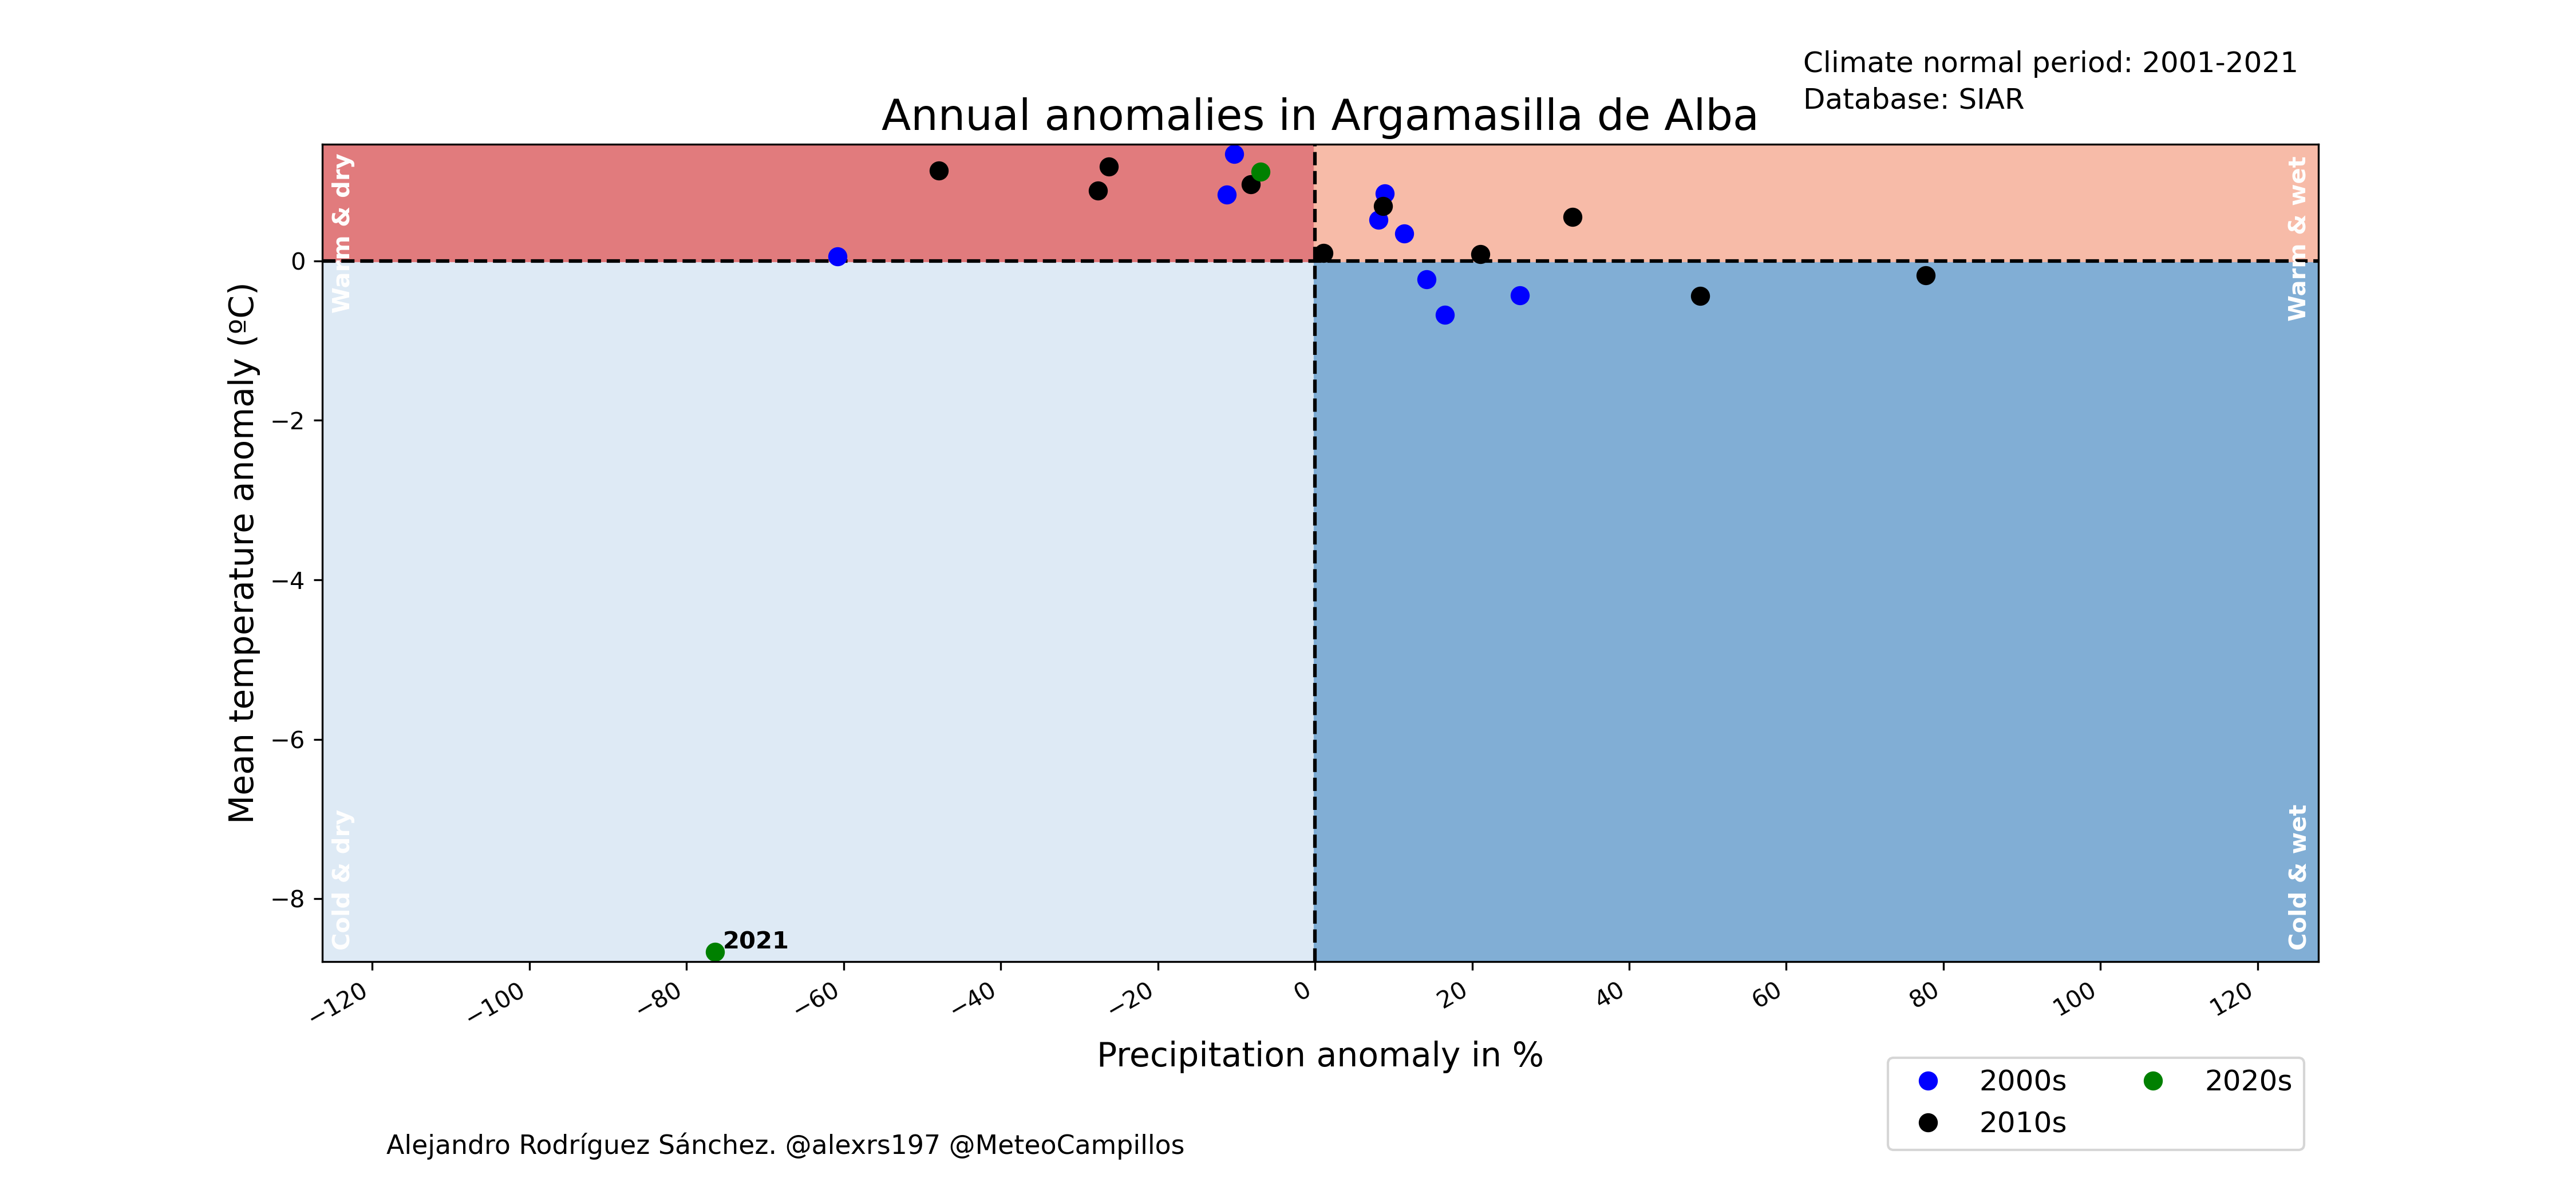 Climate normal period: 2001-2021
Database: SIAR
Annual anomalies in Argamasilla de Alba
Warm & dry
Warm & wet
Mean temperature anomaly (ºC)
0
−2
−4
−6
−8
Cold & dry
Cold & wet
2021
−120
−100
−80
−60
−40
−20
0
20
40
60
80
100
120
Precipitation anomaly in %
2000s
2020s
2010s
Alejandro Rodríguez Sánchez. @alexrs197 @MeteoCampillos